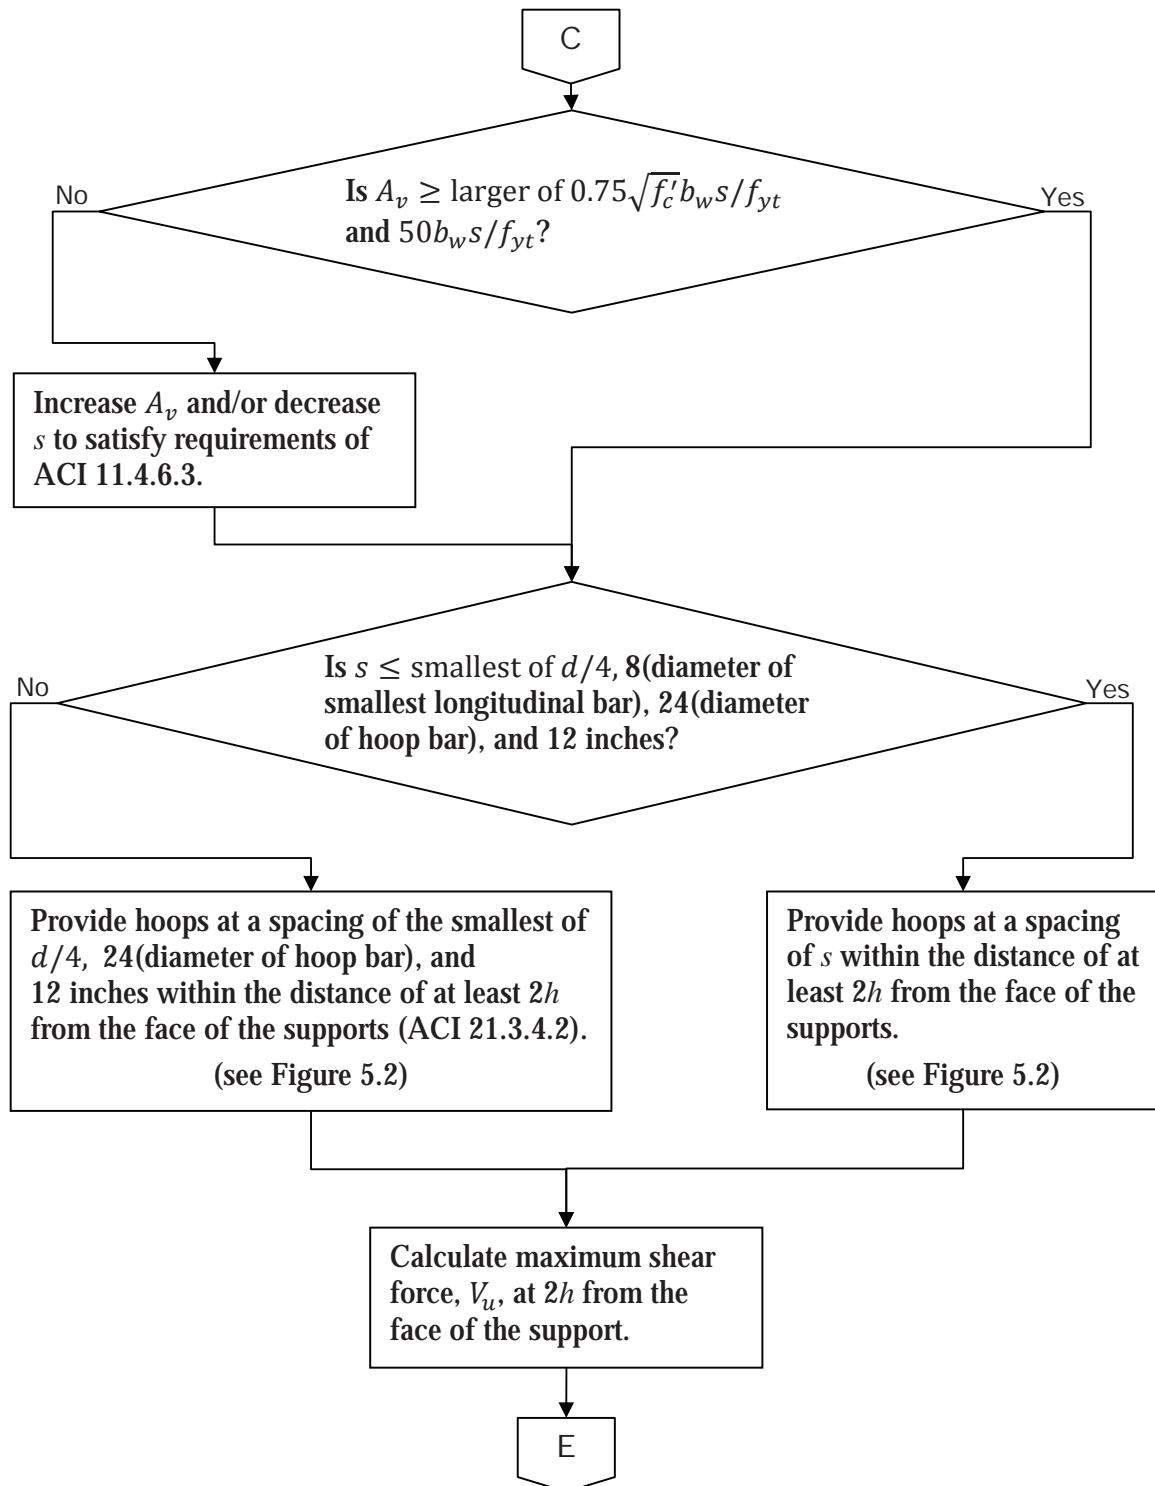 C
Is $A_v \geq$ larger of $0.75\sqrt{f_c'}b_w s/f_{yt}$
and $50b_w s/f_{yt}$?
No
Yes
Increase $A_v$ and/or decrease
$s$ to satisfy requirements of
ACI 11.4.6.3.
Is $s \leq$ smallest of $d/4$, 8(diameter of
smallest longitudinal bar), 24(diameter
of hoop bar), and 12 inches?
No
Yes
Provide hoops at a spacing of the smallest of
$d/4$, 24(diameter of hoop bar), and
12 inches within the distance of at least 2$h$
from the face of the supports (ACI 21.3.4.2).
(see Figure 5.2)
Provide hoops at a spacing
of $s$ within the distance of at
least 2$h$ from the face of the
supports.
(see Figure 5.2)
Calculate maximum shear
force, $V_u$, at 2$h$ from the
face of the support.
E